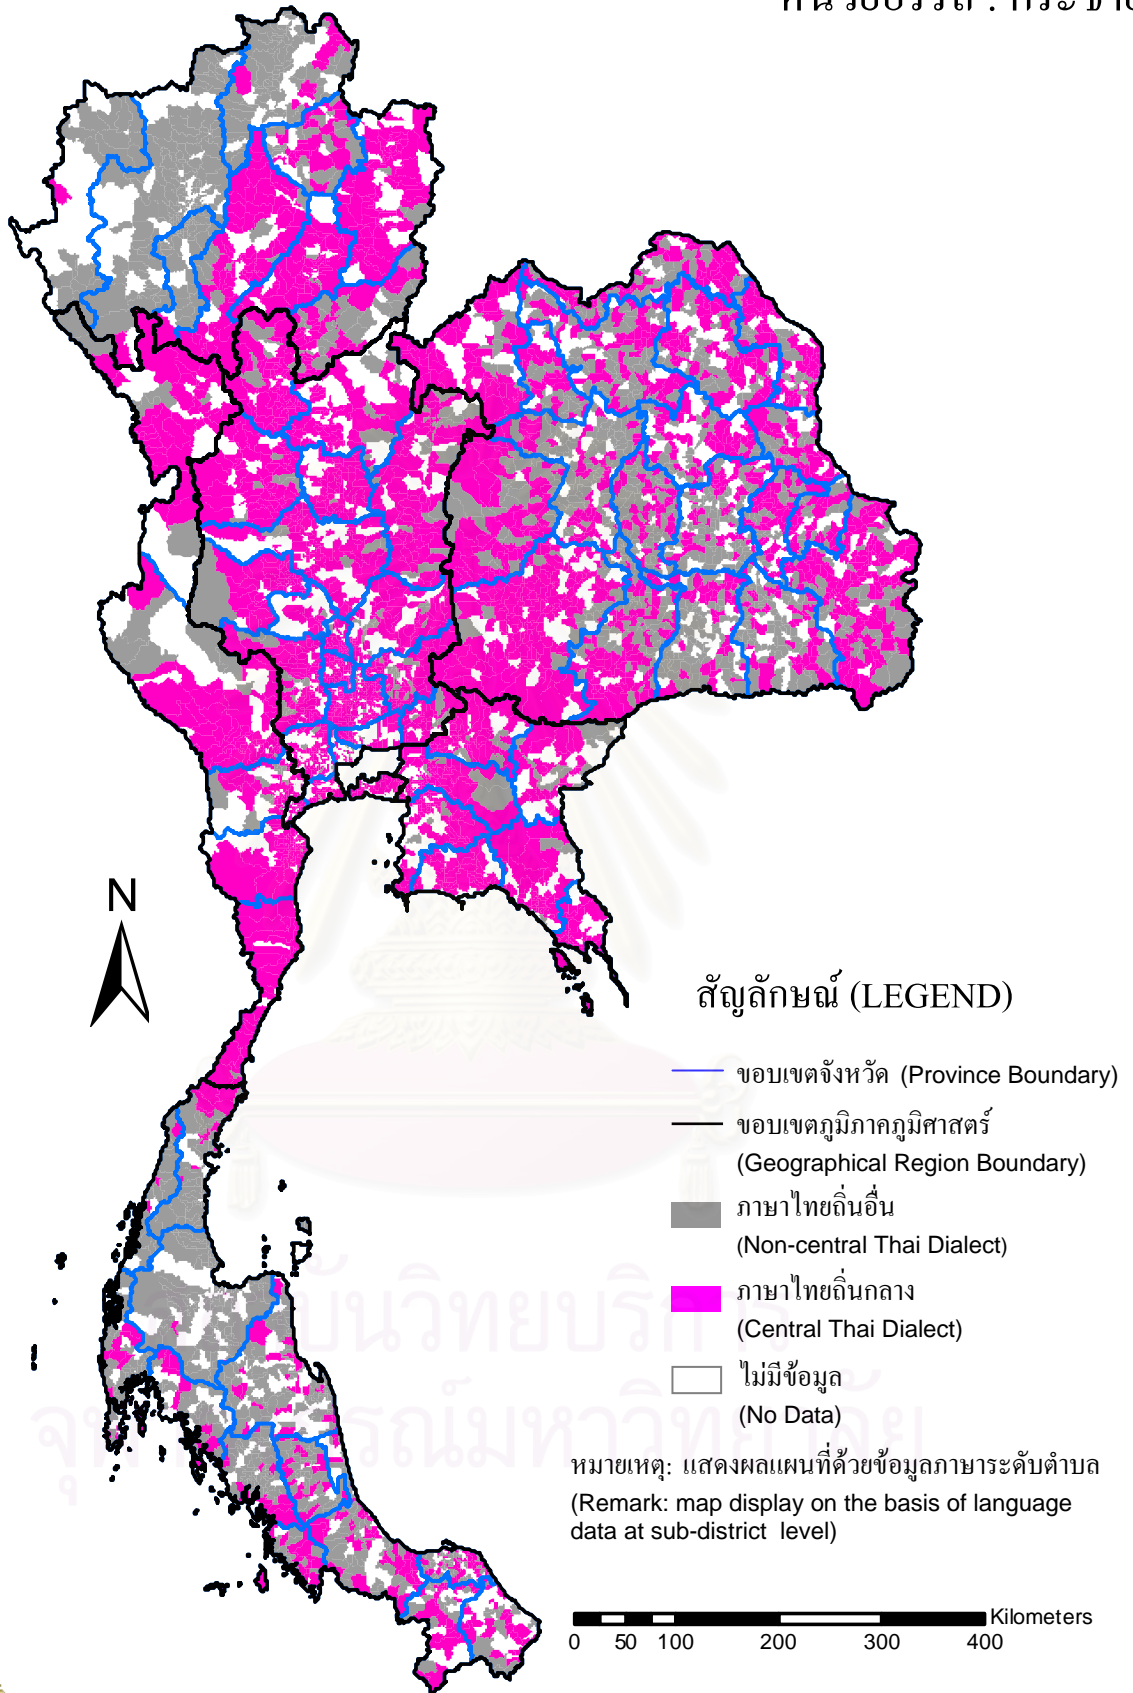 N
สัญลักษณ์ (LEGEND)
ขอบเขตจังหวัด (Province Boundary)
ขอบเขตภูมิภาคภูมิศาสตร์
(Geographical Region Boundary)
ภาษาไทยถิ่นอื่น
(Non-central Thai Dialect)
ภาษาไทยถิ่นกลาง
(Central Thai Dialect)
ไม่มีข้อมูล
(No Data)
หมายเหตุ: แสดงผลแผนที่ด้วยข้อมูลภาษาระดับตำบล
(Remark: map display on the basis of language
data at sub-district level)
Kilometers
0 50 100 200 300 400